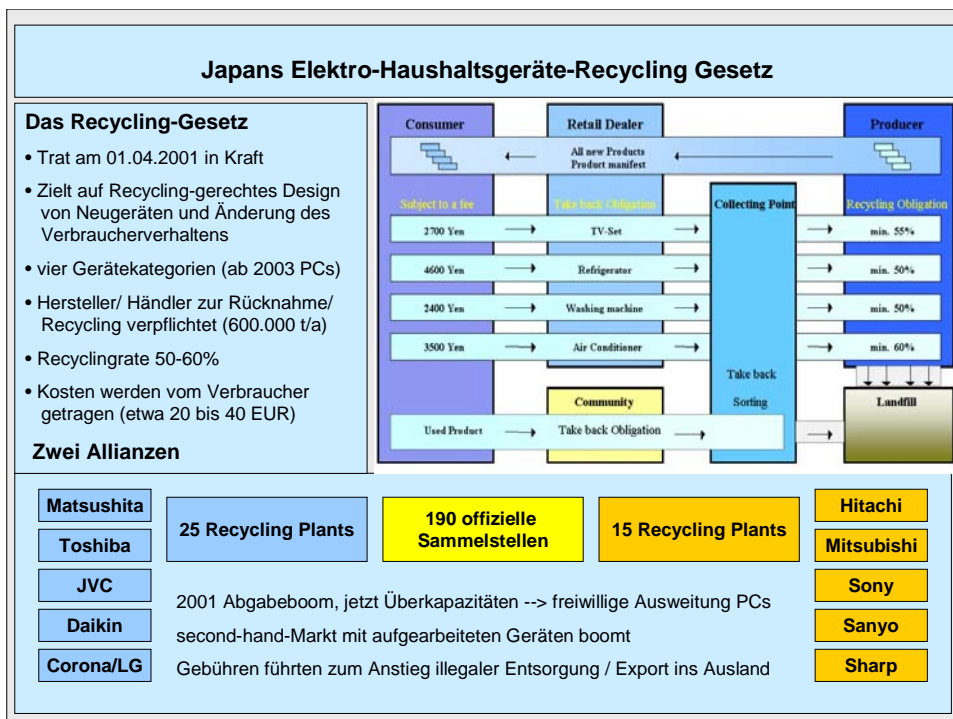 Japans Elektro-Haushaltsgeräte-Recycling Gesetz
Das Recycling-Gesetz
• Trat am 01.04.2001 in Kraft
• Zielt auf Recycling-gerechtes Design
von Neugeräten und Änderung des
Verbraucherverhaltens
• vier Gerätekategorien (ab 2003 PCs)
• Hersteller/ Händler zur Rücknahme/
Recycling verpflichtet (600.000 t/a)
• Recyclingrate 50-60%
• Kosten werden vom Verbraucher
getragen (etwa 20 bis 40 EUR)
Zwei Allianzen
Consumer Retail Dealer Producer
All new Products
Product manifest
Subject to a fee Take back Obligation Collecting Point Recycling Obligation
2700 Yen TV-Set min. 55%
4600 Yen Refrigerator min. 50%
2400 Yen Washing machine min. 50%
3500 Yen Air Conditioner min. 60%
Take back
Community Sorting Landfill
Used Product Take back Obligation
Matsushita
Toshiba
JVC
Daikin
Corona/LG
25 Recycling Plants
190 offizielle
Sammelstellen
15 Recycling Plants
Hitachi
Mitsubishi
Sony
Sanyo
Sharp
2001 Abgabeboom, jetzt Überkapazitäten --> freiwillige Ausweitung PCs
second-hand-Markt mit aufgearbeiteten Geräten boomt
Gebühren führten zum Anstieg illegaler Entsorgung / Export ins Ausland